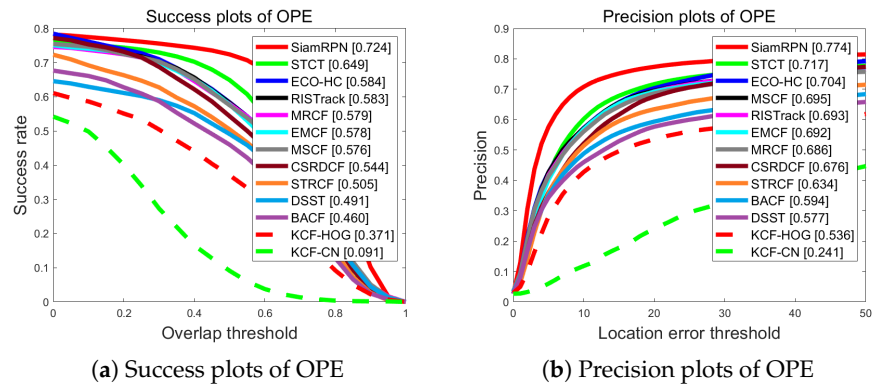 Success plots of OPE
0.9
0.8
0.7
0.6
0.5
0.4
0.3
0.2
0.1
0
0
0.2
0.4
0.6
0.8
1
Success rate
Overlap threshold
SiamRPN [0.724]
STCT [0.649]
ECO-HC [0.584]
RISTrack [0.583]
MRCF [0.579]
EMCF [0.578]
MSCF [0.576]
CSRDCF [0.544]
STRCF [0.505]
DSST [0.491]
BACF [0.460]
KCF-HOG [0.371]
KCF-CN [0.091]
(a) Success plots of OPE
Precision plots of OPE
0.9
0.8
0.7
0.6
0.5
0.4
0.3
0.2
0.1
0
0
10
20
30
40
50
Precision
Location error threshold
SiamRPN [0.774]
STCT [0.717]
ECO-HC [0.704]
MSCF [0.695]
RISTrack [0.693]
EMCF [0.692]
MRCF [0.686]
CSRDCF [0.676]
STRCF [0.634]
BACF [0.594]
DSST [0.577]
KCF-HOG [0.536]
KCF-CN [0.241]
(b) Precision plots of OPE